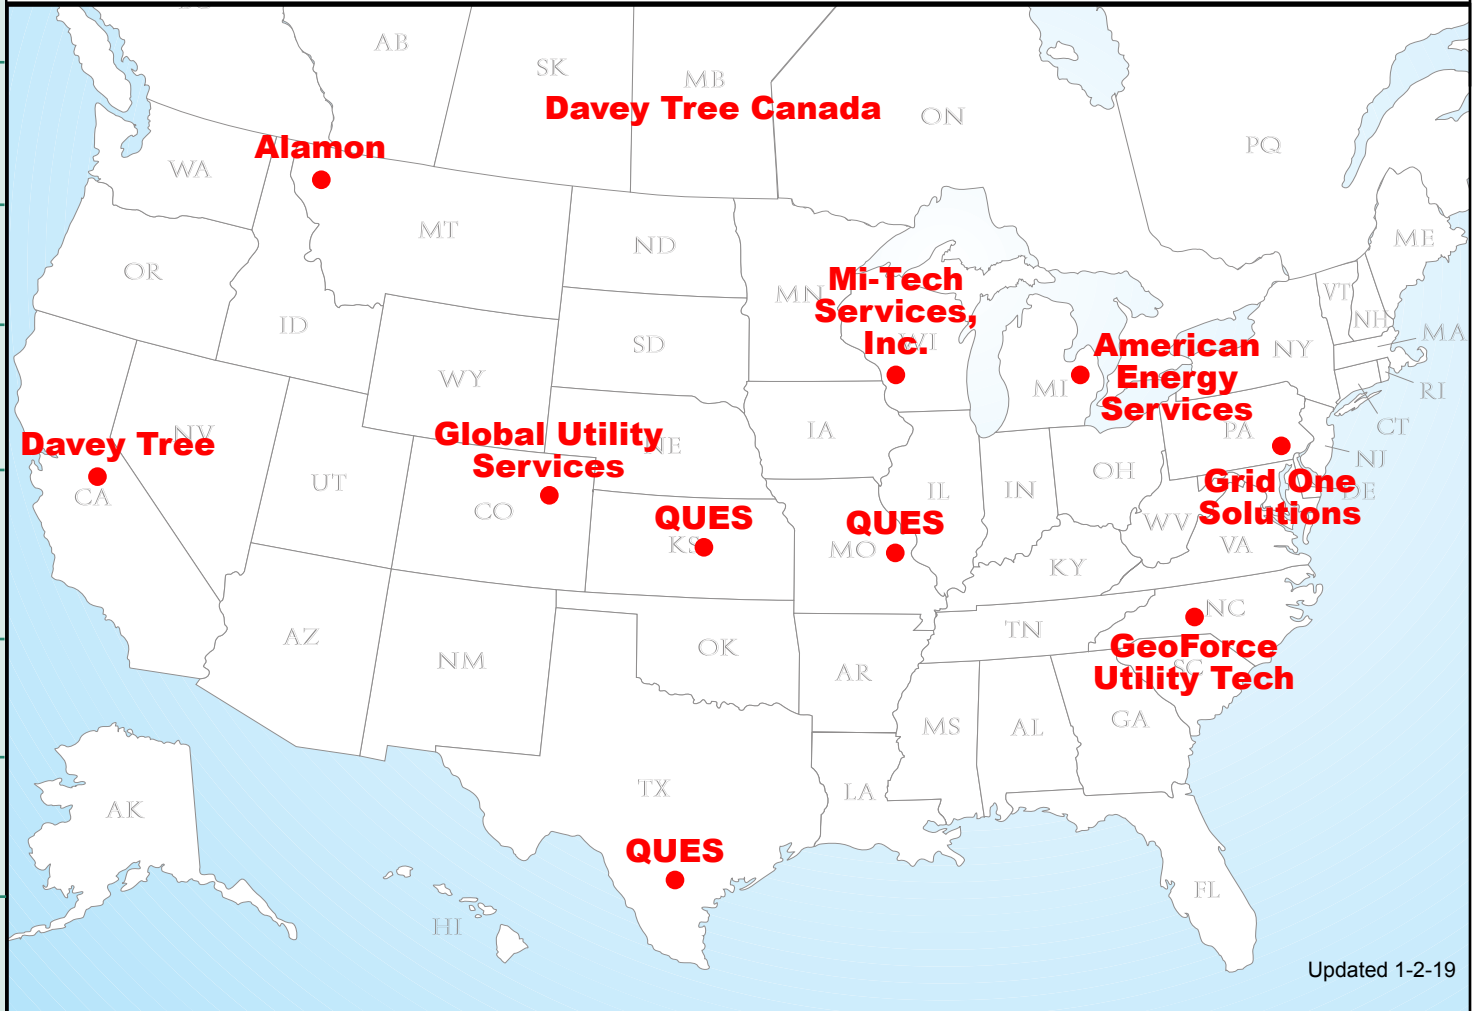 AB
SK
MB
Davey Tree Canada
ON
PQ
Alamon
WA
MT
ND
ME
OR
ID
MN
Mi-Tech
Services,
Inc.
WI
VT
NH
MA
SD
WY
MI
American
Energy
Services
NY
RI
CT
PA
NJ
DE
Davey Tree
NV
CA
UT
Global Utility
Services
NE
CO
IA
IL
IN
OH
Grid One
Solutions
WV
VA
QUES
KS
QUES
MO
KY
NC
GeoForce
Utility Tech
SC
TN
AZ
NM
OK
AR
MS
AL
GA
TX
LA
QUES
AK
HI
FL
Updated 1-2-19